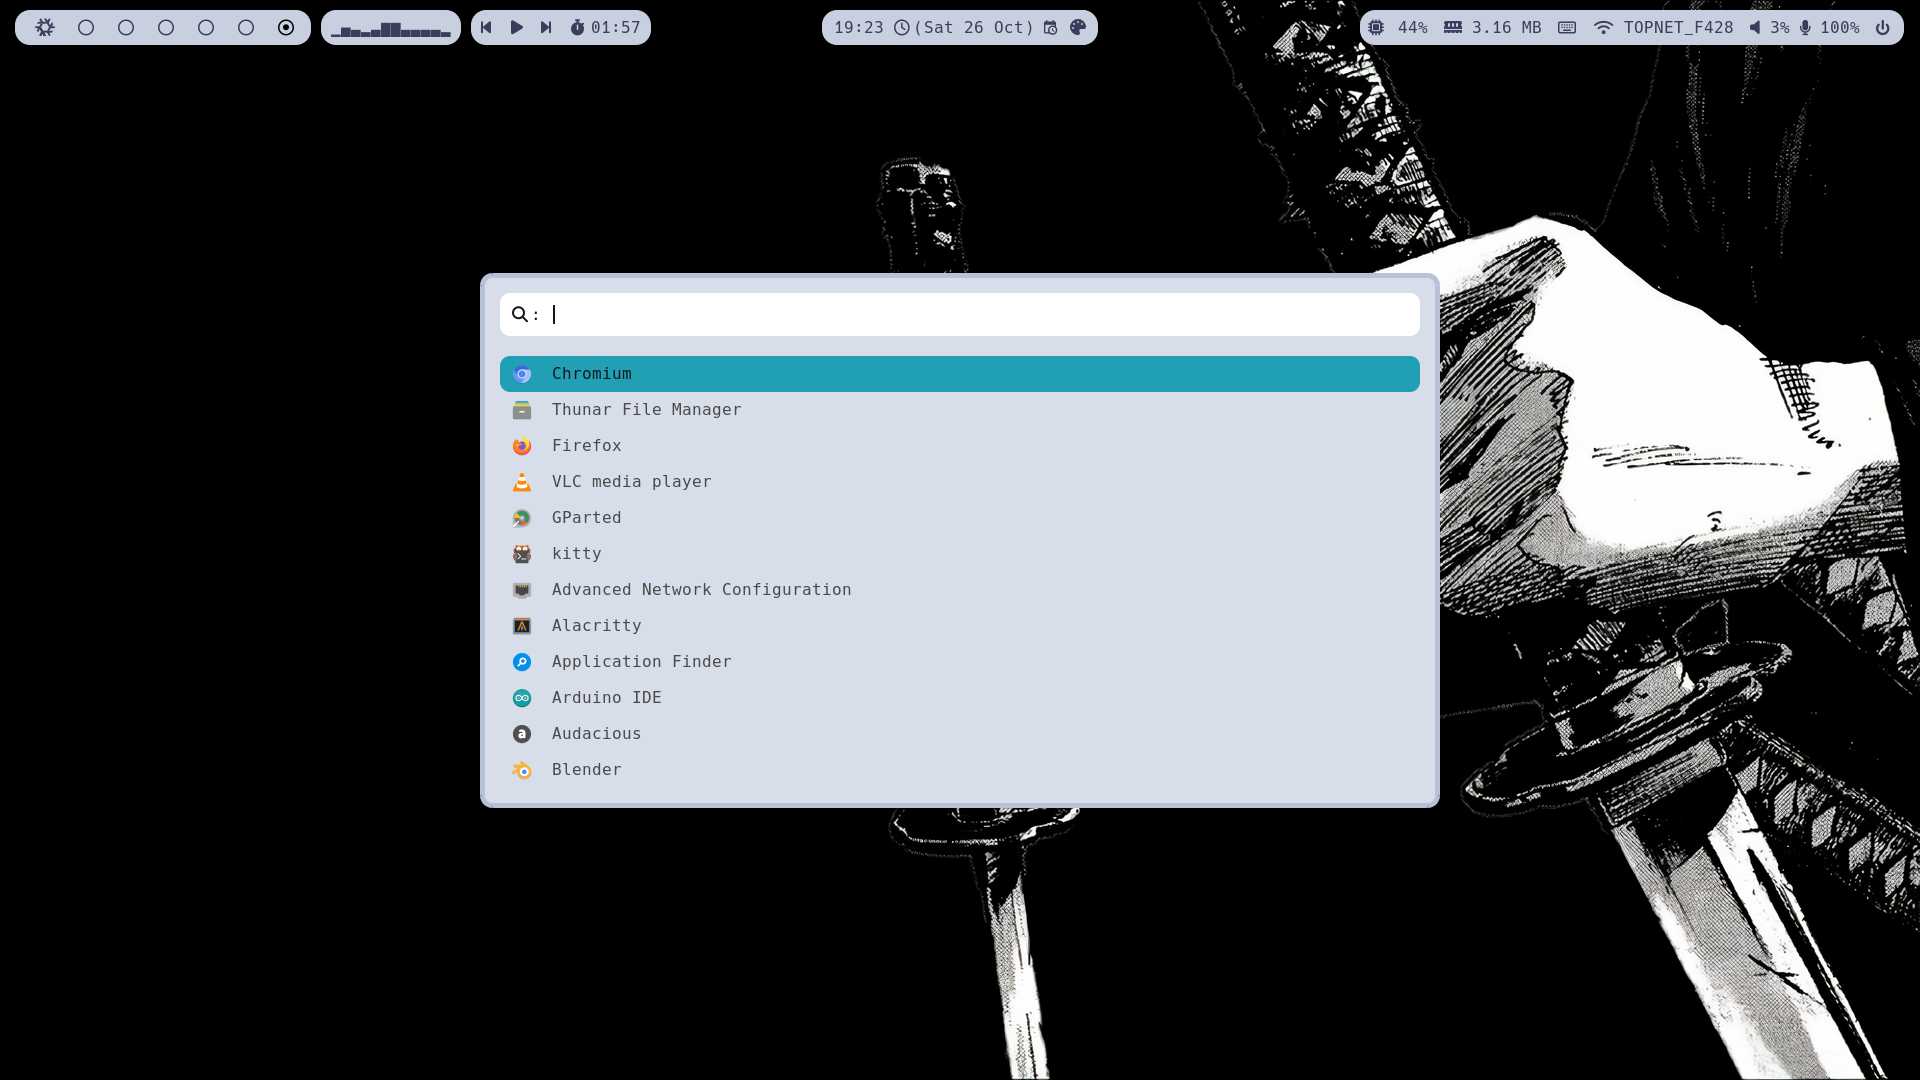 01:57
19:23 (Sat 26 Oct)
44% 3.16 MB TOPNET_F428 3% 100%
:
Chromium
Thunar File Manager
Firefox
VLC media player
GParted
kitty
Advanced Network Configuration
Alacritty
Application Finder
Arduino IDE
Audacious
Blender